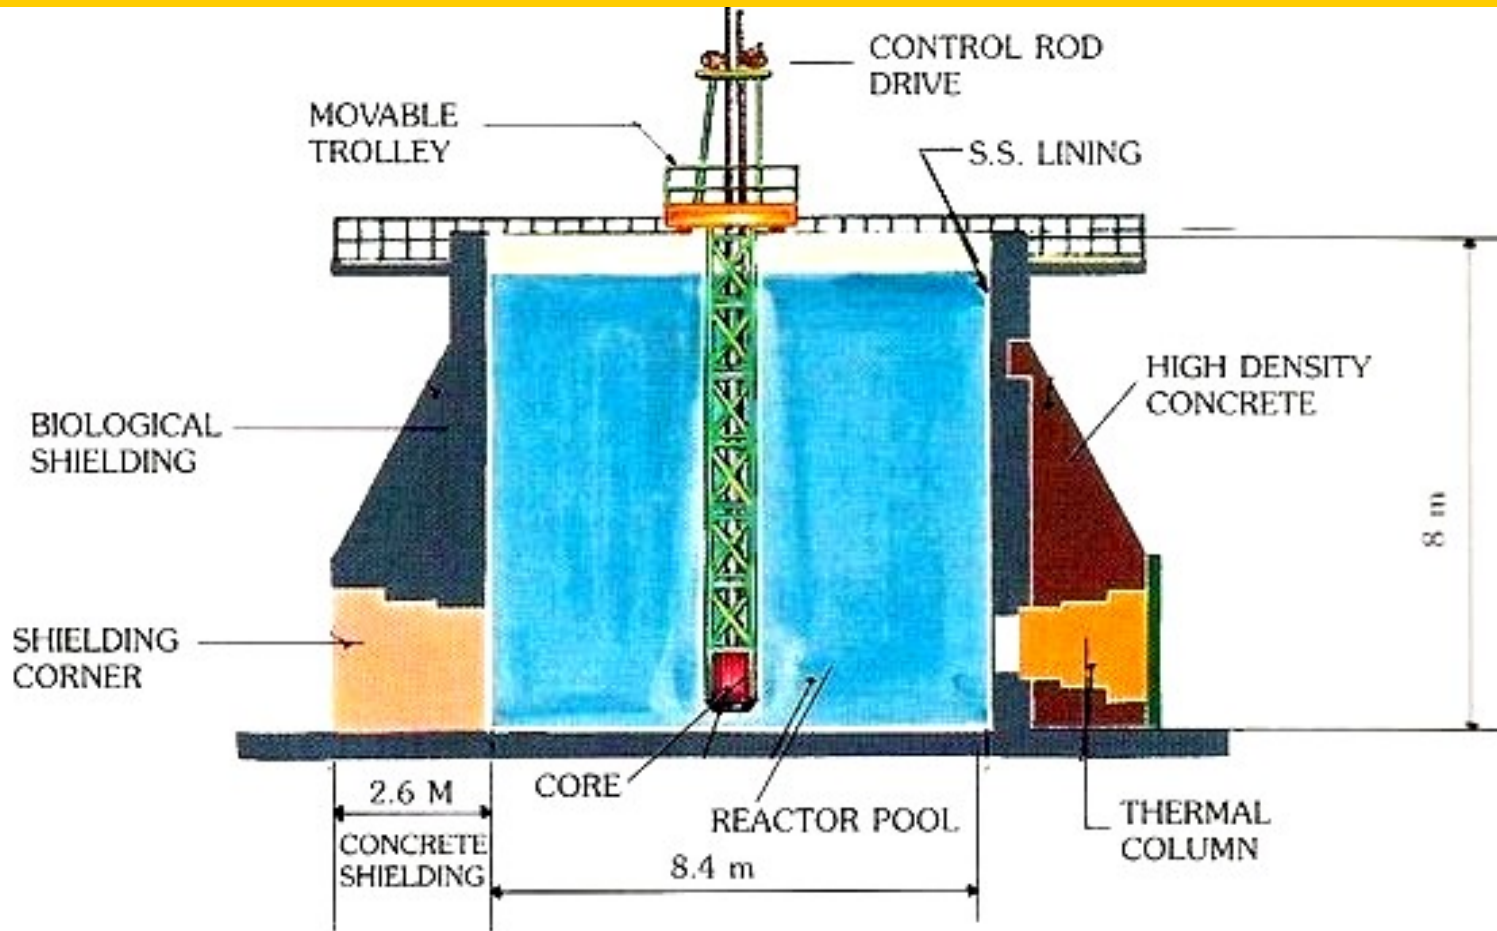 CONTROL ROD
DRIVE
MOVABLE
TROLLEY
S.S. LINING
HIGH DENSITY
CONCRETE
BIOLOGICAL
SHIELDING
8 m
SHIELDING
CORNER
2.6 M
CORE
REACTOR POOL
THERMAL
COLUMN
CONCRETE
SHIELDING
8.4 m